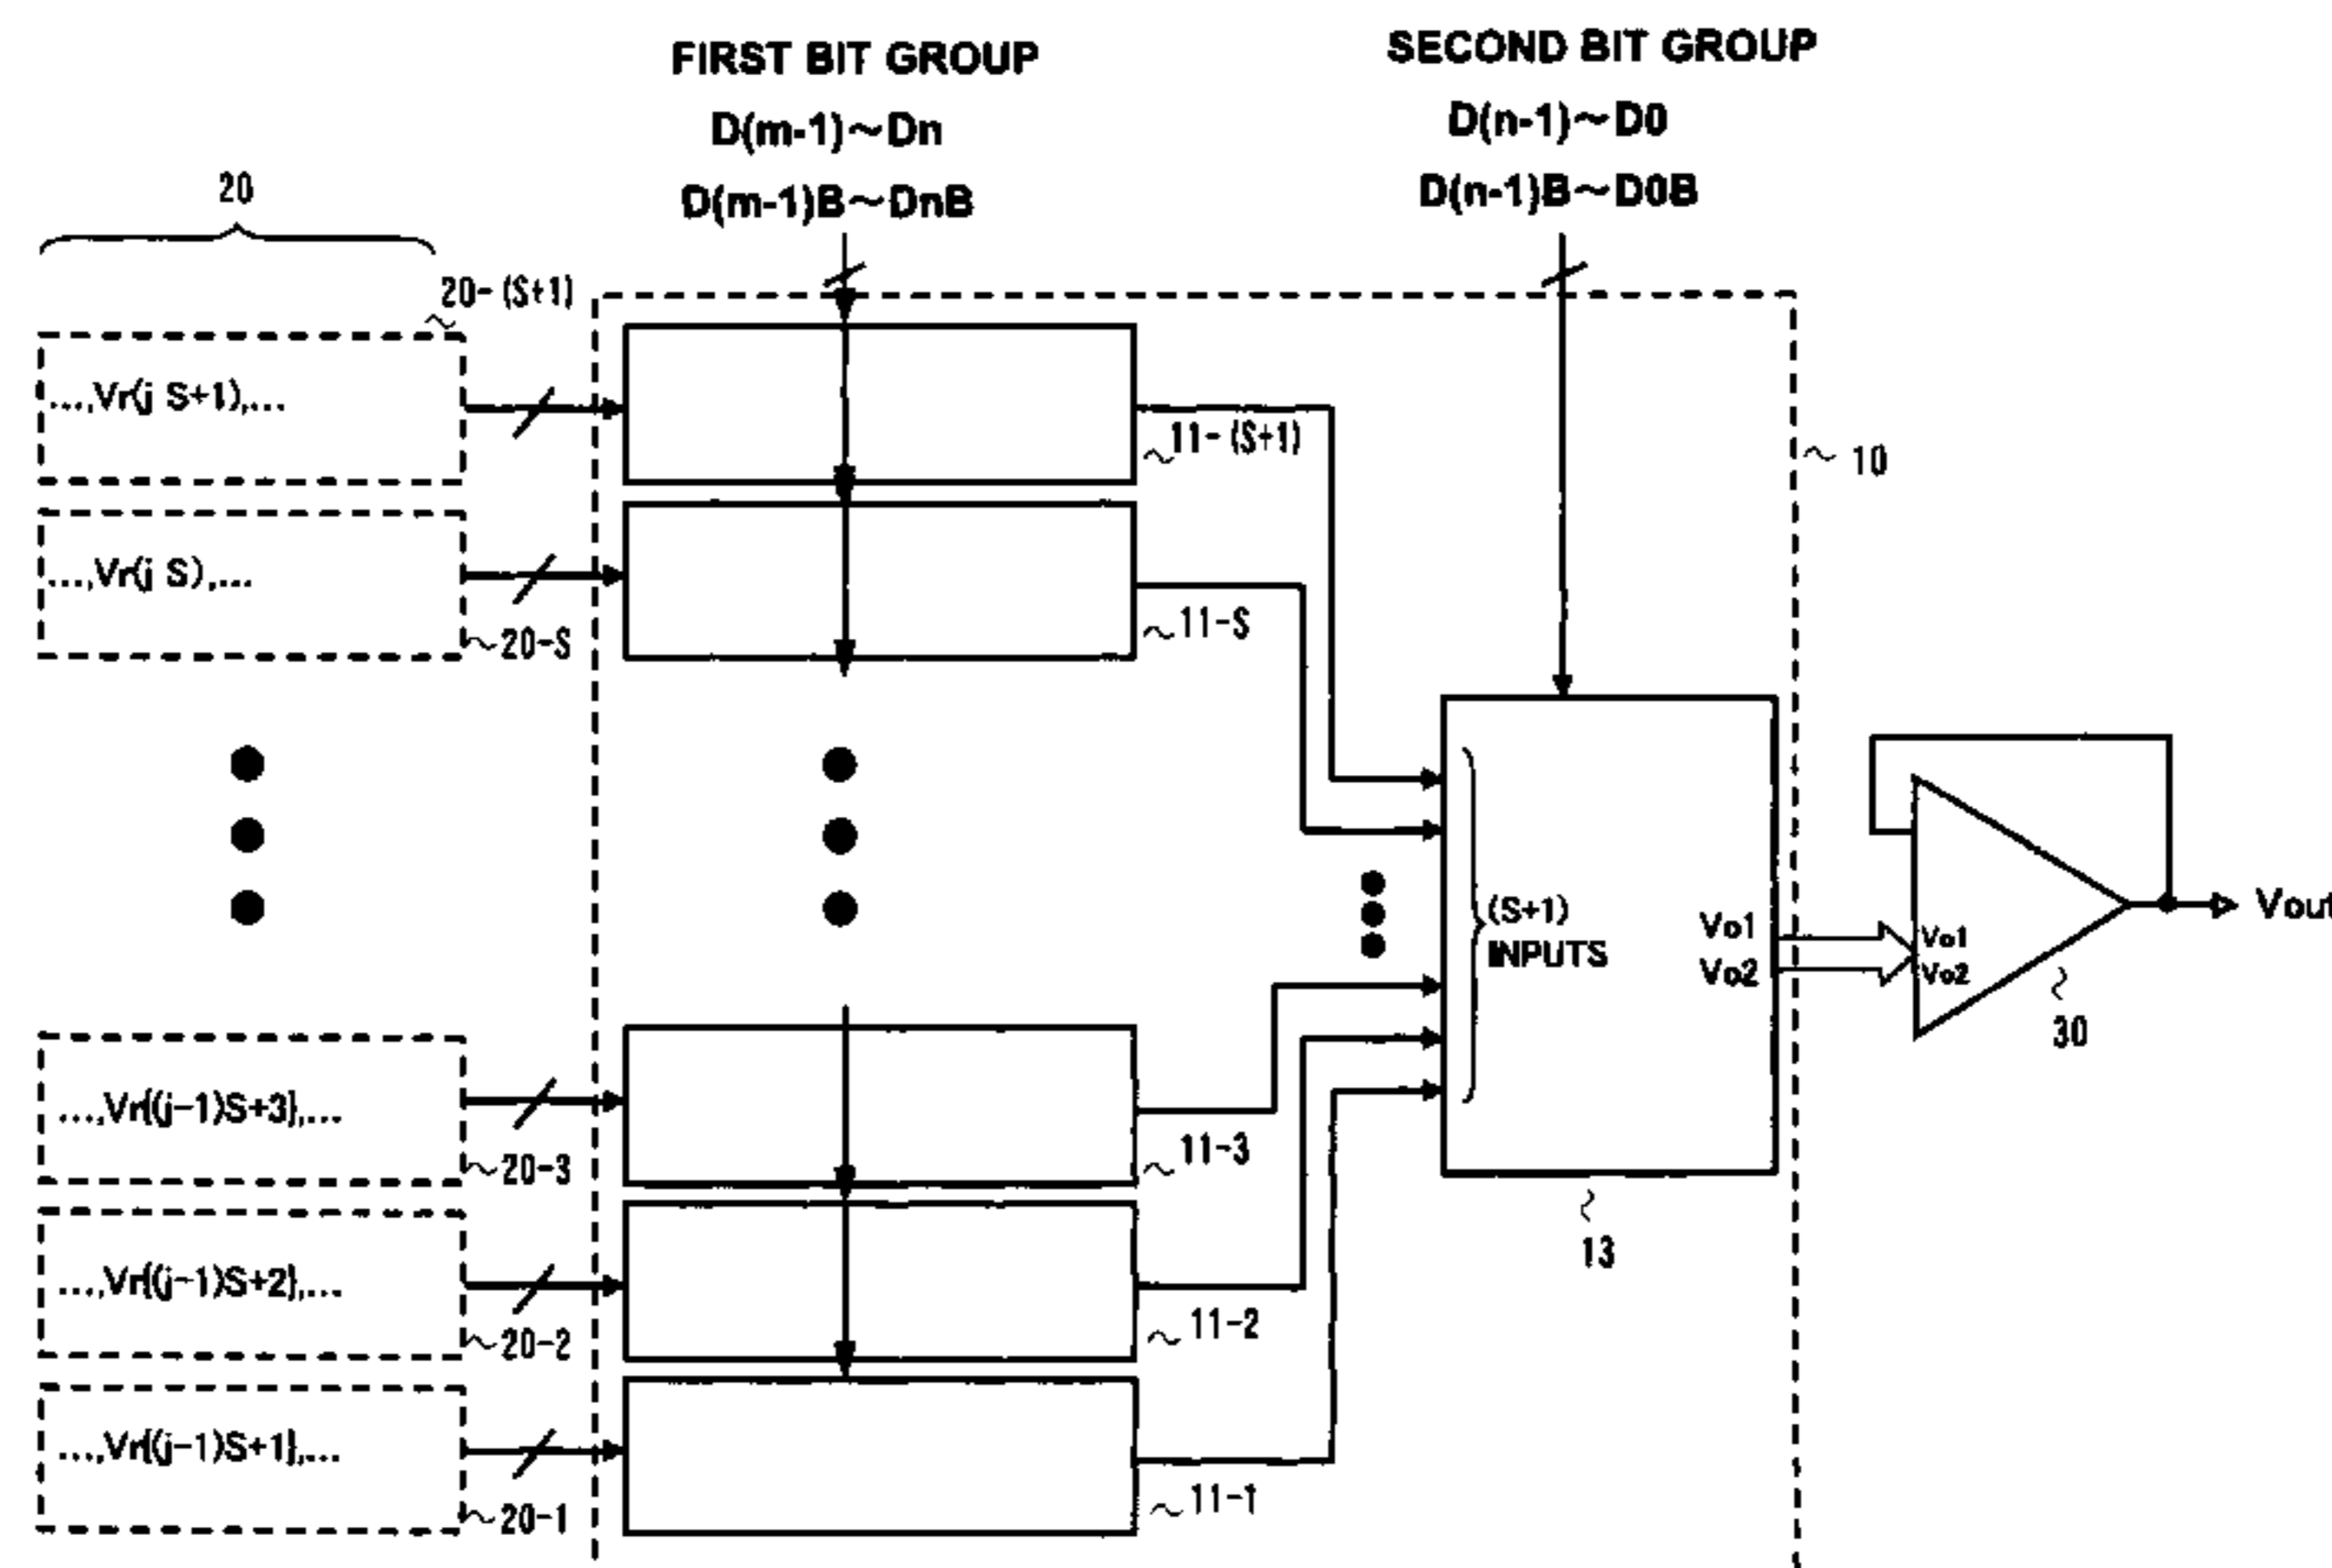 FIRST BIT GROUP
D(m-1)~Dn
D(m-1)B~DnB
SECOND BIT GROUP
D(n-1)~D0
D(n-1)B~D0B
20
20-(S+1)
...,Vr(j S+1),...
11-(S+1)
10
...,Vr(j S),...
20-S
11-S
(S+1)
INPUTS
Vo1
Vo2
Vo1
Vo2
Vout
30
13
...,Vr{(j-1)S+3},...
20-3
11-3
...,Vr{(j-1)S+2},...
20-2
11-2
...,Vr{(j-1)S+1},...
20-1
11-1